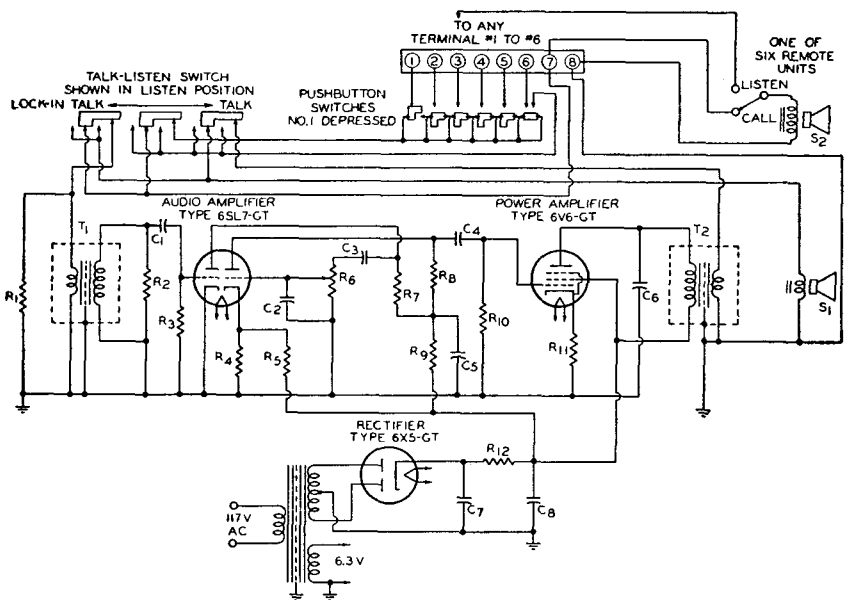 TO ANY
TERMINAL #1 TO #6
1 2 3 4 5 6 7 8
ONE OF
SIX REMOTE
UNITS
LISTEN
CALL
S2
TALK-LISTEN SWITCH
SHOWN IN LISTEN POSITION
LOCK-IN TALK TALK
PUSHBUTTON
SWITCHES
NO.1 DEPRESSED
AUDIO AMPLIFIER
TYPE 6SL7-GT
POWER AMPLIFIER
TYPE 6V6-GT
T1
C1
R1
R2
R3
R4
R5
C2
R6
C3
R7
R8
R9
C5
C4
R10
R11
C6
T2
S1
RECTIFIER
TYPE 6X5-GT
R12
C7
C8
117V
AC
6.3 V